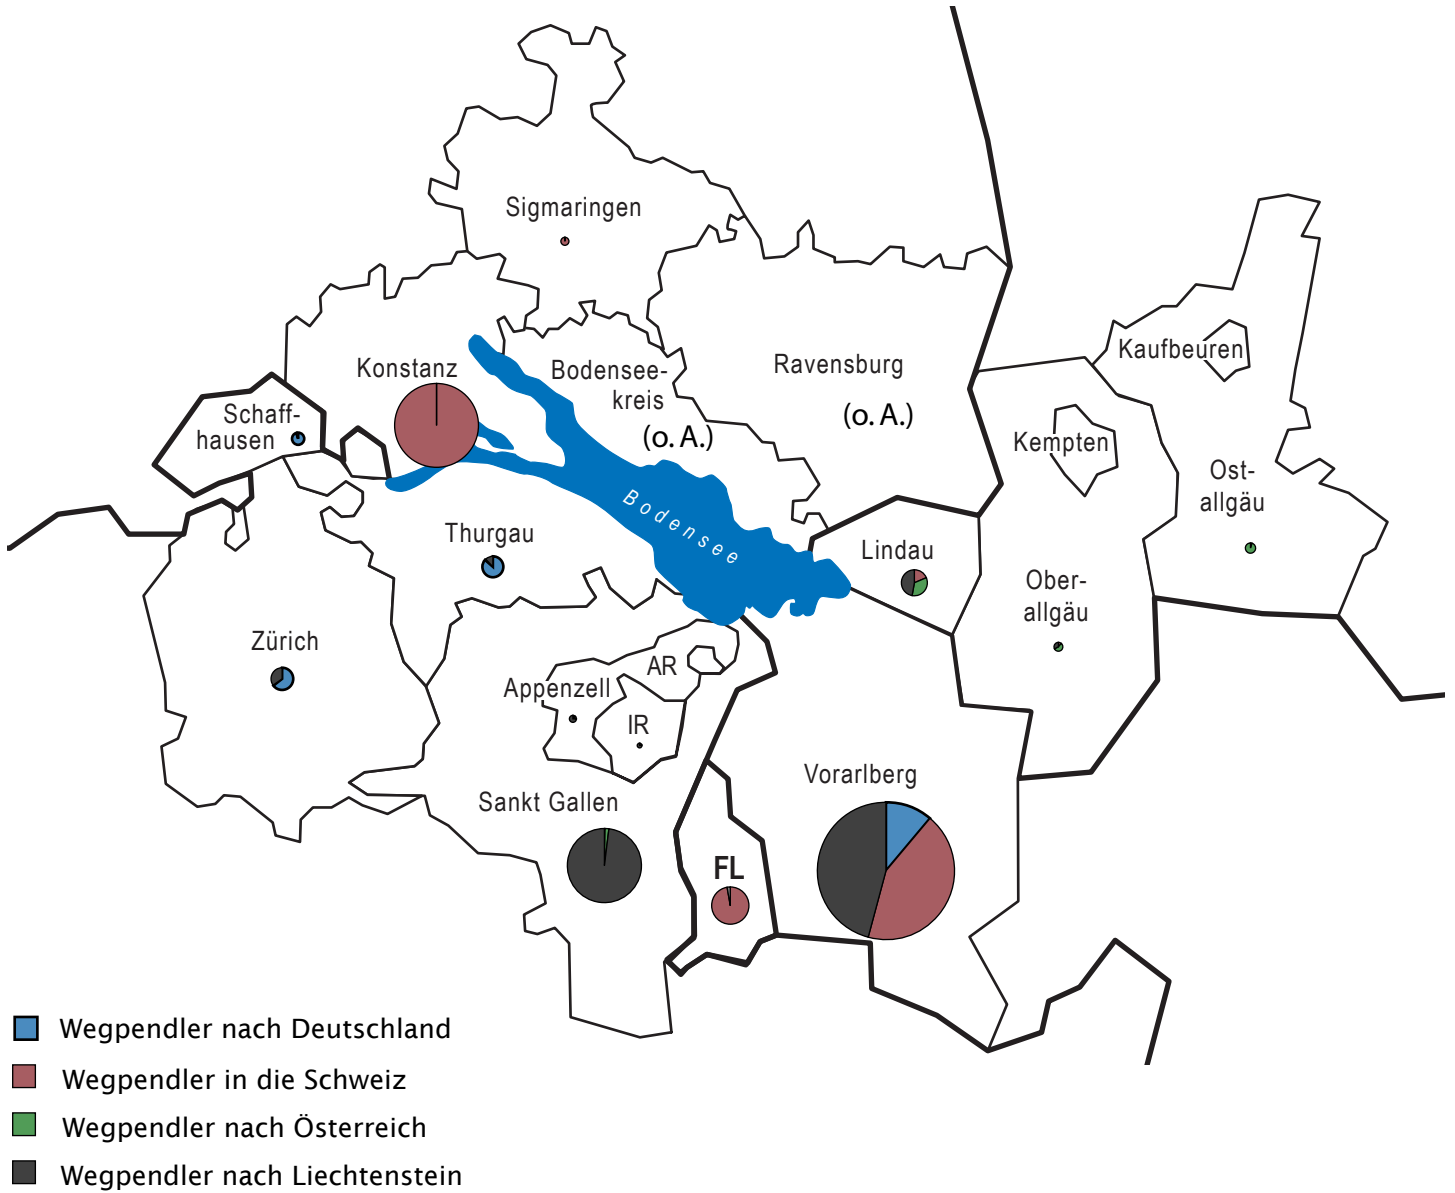 Sigmaringen
Konstanz
Bodensee-
kreis
(o. A.)
Ravensburg
(o. A.)
Kaufbeuren
Schaff-
hausen
Kempten
Ost-
allgäu
Bodensee
Thurgau
Lindau
Ober-
allgäu
Zürich
AR
Appenzell
IR
Vorarlberg
Sankt Gallen
FL
Wegpendler nach Deutschland
Wegpendler in die Schweiz
Wegpendler nach Österreich
Wegpendler nach Liechtenstein